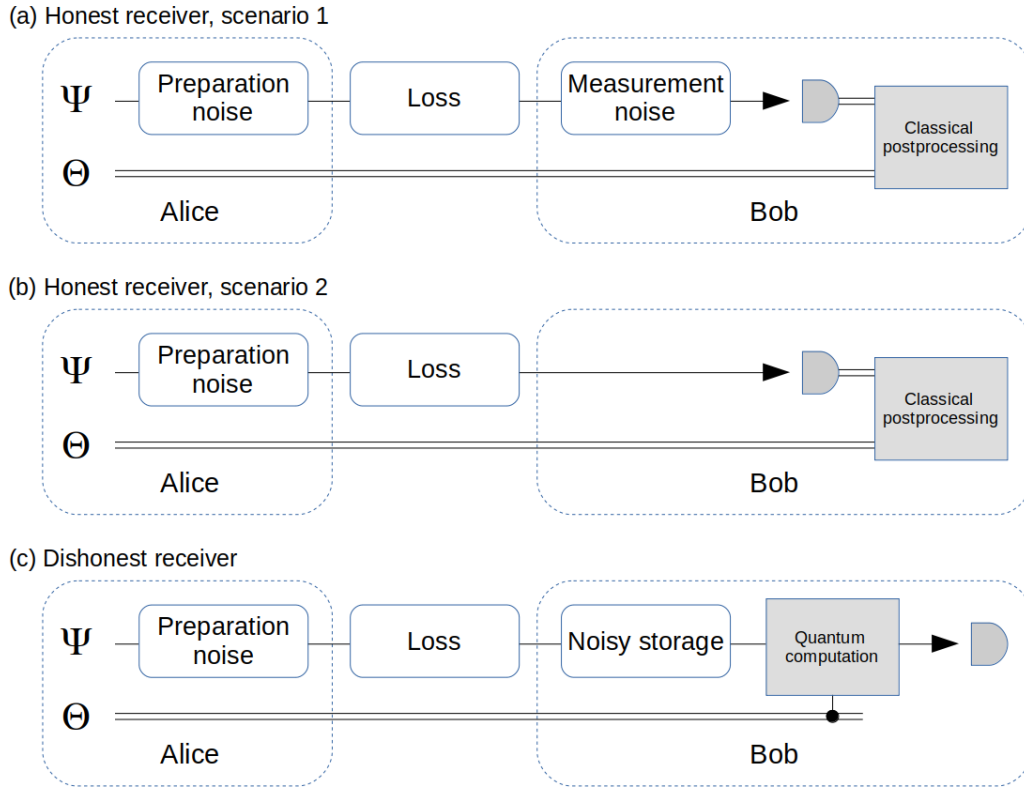 (a) Honest receiver, scenario 1
Ψ
Preparation
noise
Loss
Measurement
noise
Classical
postprocessing
Θ
Alice
Bob
(b) Honest receiver, scenario 2
Ψ
Preparation
noise
Loss
Classical
postprocessing
Θ
Alice
Bob
(c) Dishonest receiver
Ψ
Preparation
noise
Loss
Noisy storage
Quantum
computation
Θ
Alice
Bob